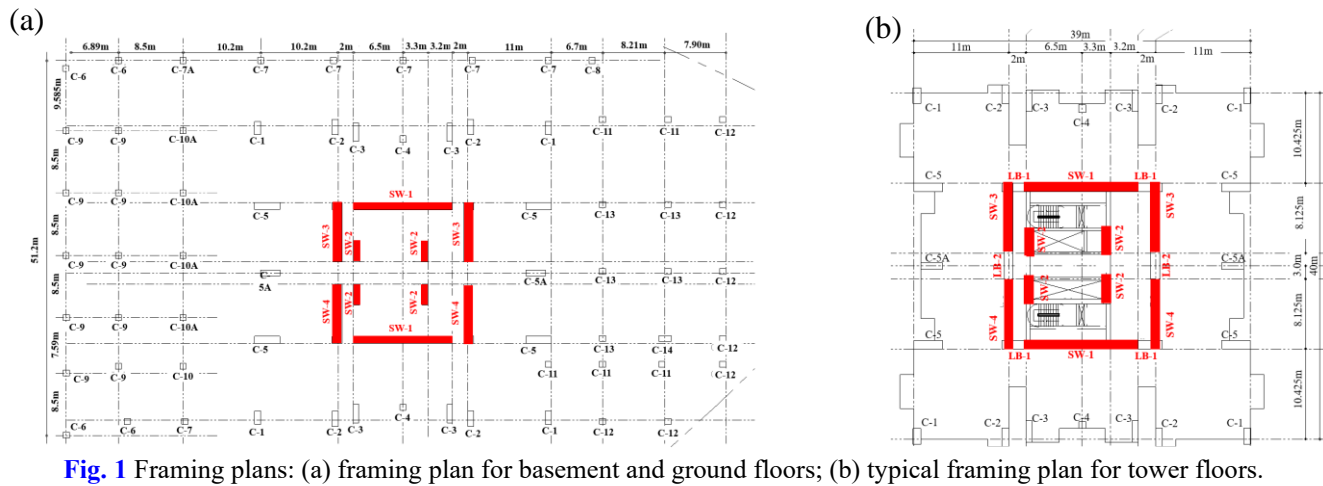 (a)
6.89m 8.5m 10.2m 10.2m 2m 6.5m 3.3m 3.2m 2m 11m 6.7m 8.21m 7.90m
C-6 C-6 C-7A C-7 C-7 C-7 C-7 C-7 C-8
9.585m
C-9 C-9 C-10A C-1 C-2 C-3 C-4 C-3 C-2 C-1 C-11 C-11 C-12
8.5m
SW-1
C-9 C-9 C-10A C-5 C-5 C-13 C-13 C-12
8.5m
SW-3 SW-2 SW-2 SW-3
51.2m
C-9 C-9 C-10A C-5A C-5A C-13 C-13 C-12
8.5m
SW-4 SW-2 SW-2 SW-4
C-9 C-9 C-10A SW-1
7.59m
C-5 C-5 C-13 C-14 C-12
C-9 C-9 C-10 C-11 C-11 C-12
8.5m
C-4
C-6 C-6 C-7 C-1 C-2 C-3 C-3 C-2 C-1 C-12 C-12
(b)
39m
11m 6.5m 3.3m 3.2m 11m
2m 2m
C-1 C-2 C-3 C-4 C-3 C-2 C-1
10.425m
C-5 LB-1 SW-1 LB-1 C-5
SW-3 SW-2 SW-2 SW-3
8.125m
C-5A LB-2 LB-2 C-5A
3.0m
40m
SW-4 SW-2 SW-2 SW-4
8.125m
C-5 C-5
LB-1 SW-1 LB-1
10.425m
C-1 C-2 C-3 C-4 C-3 C-2 C-1
Fig. 1 Framing plans: (a) framing plan for basement and ground floors; (b) typical framing plan for tower floors.